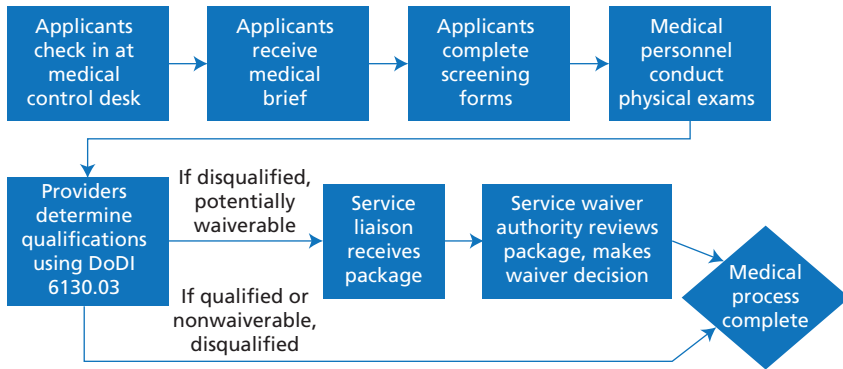 Applicants
check in at
medical
control desk
Applicants
receive
medical
brief
Applicants
complete
screening
forms
Medical
personnel
conduct
physical exams
Providers
determine
qualifications
using DoDI
6130.03
If disqualified,
potentially
waiverable
Service
liaison
receives
package
Service waiver
authority reviews
package, makes
waiver decision
If qualified or
nonwaiverable,
disqualified
Medical
process
complete